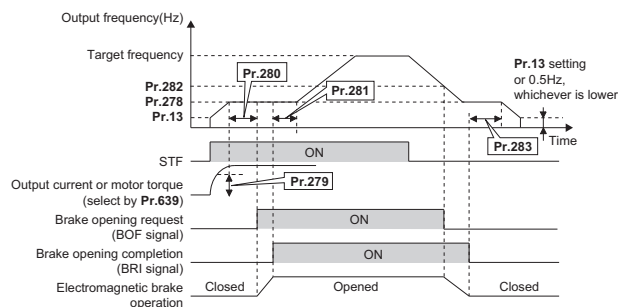 Output frequency(Hz)
Target frequency
Pr.280
Pr.13 setting
or 0.5Hz,
whichever is lower
Pr.282
Pr.281
Pr.278
Pr.13
Time
Pr.283
STF
ON
Output current or motor torque
(select by Pr.639)
Pr.279
Brake opening request
(BOF signal)
ON
Brake opening completion
(BRI signal)
ON
Electromagnetic brake
operation
Closed
Opened
Closed